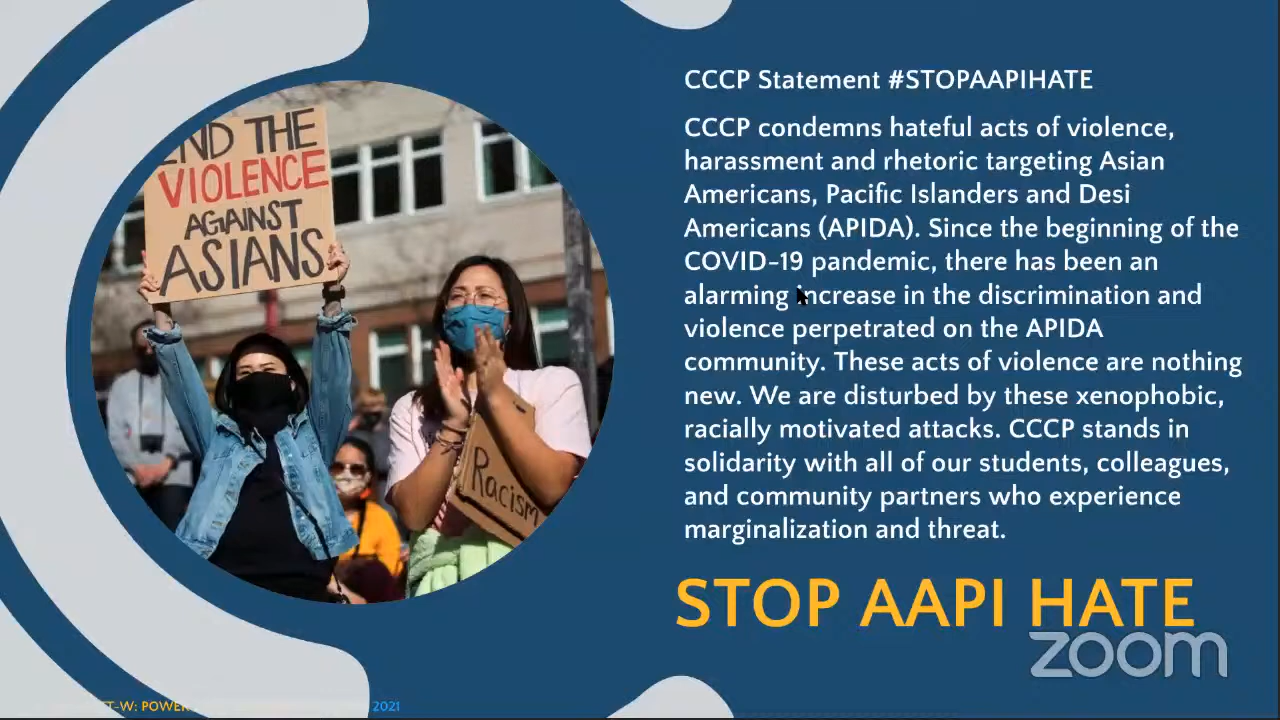 END THE
VIOLENCE
AGAINST
ASIANS
Racism
CCCP Statement #STOPAAPIHATE
CCCP condemns hateful acts of violence,
harassment and rhetoric targeting Asian
Americans, Pacific Islanders and Desi
Americans (APIDA). Since the beginning of the
COVID-19 pandemic, there has been an
alarming increase in the discrimination and
violence perpetrated on the APIDA
community. These acts of violence are nothing
new. We are disturbed by these xenophobic,
racially motivated attacks. CCCP stands in
solidarity with all of our students, colleagues,
and community partners who experience
marginalization and threat.
STOP AAPI HATE
zoom
2021